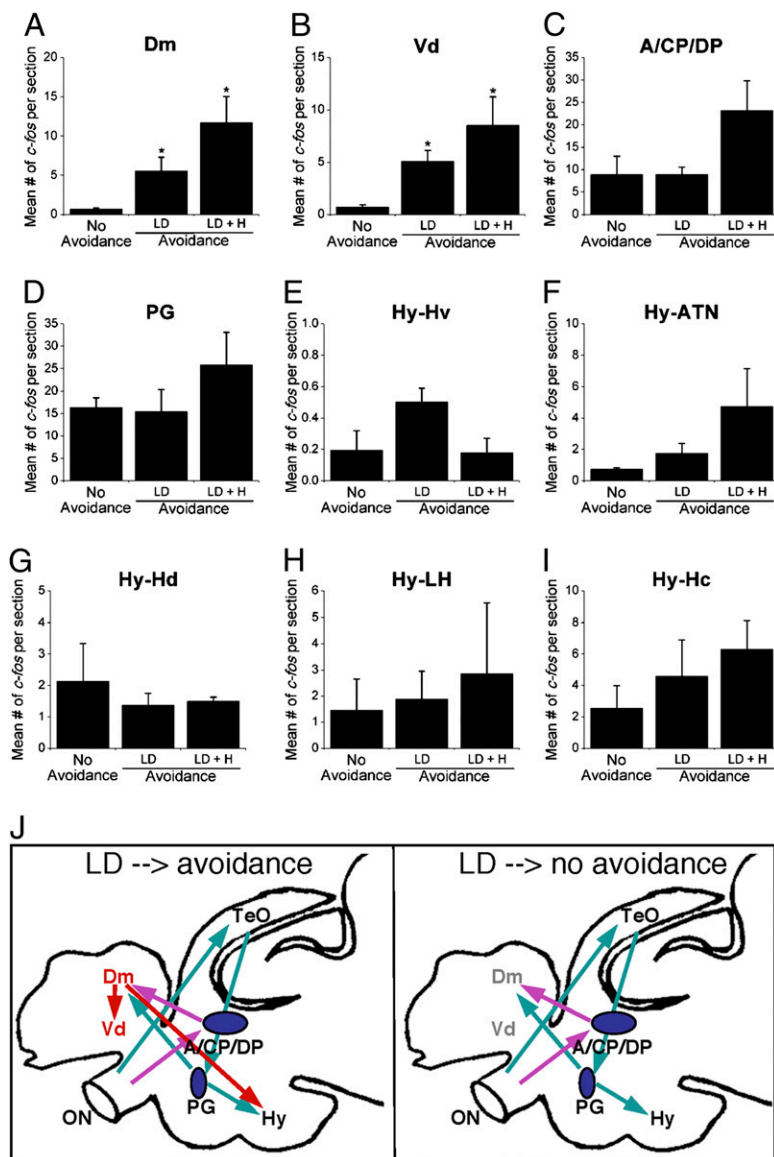 A
Dm
Mean # of c-fos per section
20
15
10
5
0
*
*
No Avoidance
LD
LD + H
Avoidance
B
Vd
Mean # of c-fos per section
15
10
5
0
*
*
No Avoidance
LD
LD + H
Avoidance
C
A/CP/DP
Mean # of c-fos per section
35
30
25
20
15
10
5
0
No Avoidance
LD
LD + H
Avoidance
D
PG
Mean # of c-fos per section
35
30
25
20
15
10
5
0
No Avoidance
LD
LD + H
Avoidance
E
Hy-Hv
Mean # of c-fos per section
1.0
0.8
0.6
0.4
0.2
0
No Avoidance
LD
LD + H
Avoidance
F
Hy-ATN
Mean # of c-fos per section
10
8
6
4
2
0
No Avoidance
LD
LD + H
Avoidance
G
Hy-Hd
Mean # of c-fos per section
5
4
3
2
1
0
No Avoidance
LD
LD + H
Avoidance
H
Hy-LH
Mean # of c-fos per section
6
5
4
3
2
1
0
No Avoidance
LD
LD + H
Avoidance
I
Hy-Hc
Mean # of c-fos per section
10
8
6
4
2
0
No Avoidance
LD
LD + H
Avoidance
J
LD --> avoidance
TeO
Dm
Vd
A/CP/DP
ON
PG
Hy
LD --> no avoidance
TeO
Dm
Vd
A/CP/DP
ON
PG
Hy